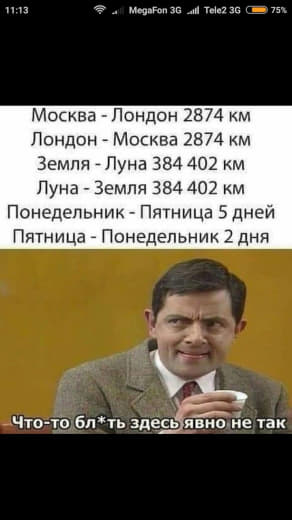 11:13 MegaFon 3G Tele2 3G 75%
Москва - Лондон 2874 км
Лондон - Москва 2874 км
Земля - Луна 384 402 км
Луна - Земля 384 402 км
Понедельник - Пятница 5 дней
Пятница - Понедельник 2 дня
Что-то бл*ть здесь явно не так